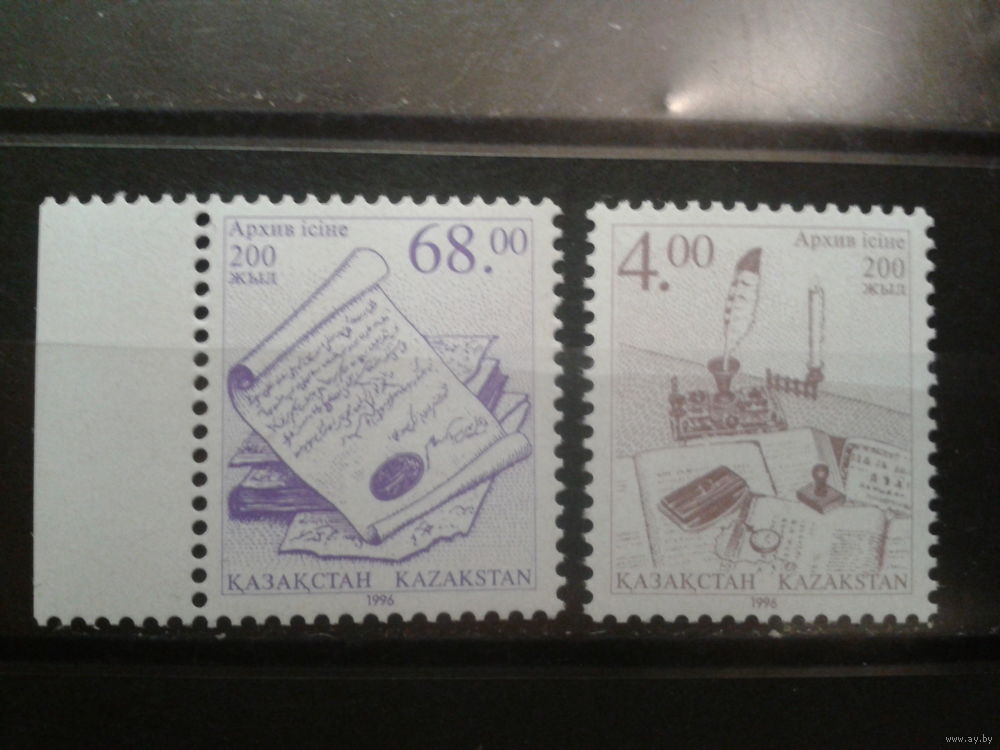 Архив ісіне
200
жыл
68.00
ҚАЗАҚСТАН KAZAKSTAN
1996
4.00
Архив ісіне
200
жыл
ҚАЗАҚСТАН KAZAKSTAN
1996
www.ay.by